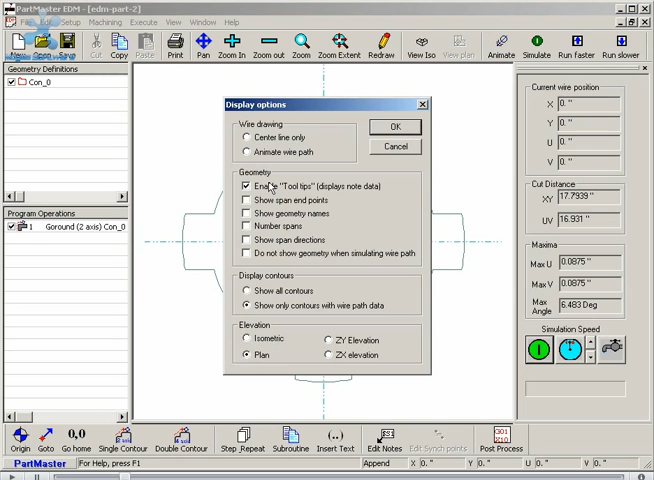 PartMaster EDM - [edm-part-2]
File Edit Setup Machining Execute View Window Help
New Save Cut Copy Paste Print Pan Zoom In Zoom out Zoom Zoom Extent Redraw View Iso View plan Animate Simulate Run faster Run slower
Geometry Definitions
Con_0
Program Operations
1 Goround (2 axis) Con_0
Display options
Wire drawing
Center line only
Animate wire path
OK
Cancel
Geometry
Enable "Tool tips" (displays note data)
Show span end points
Show geometry names
Number spans
Show span directions
Do not show geometry when simulating wire path
Display contours
Show all contours
Show only contours with wire path data
Elevation
Isometric
ZY Elevation
Plan
ZX elevation
Current wire position
X 0. "
Y 0. "
U 0. "
V 0. "
Cut Distance
XY 17.7939 "
UV 16.931 "
Maxima
Max U 0.0875 "
Max V 0.0875 "
Max Angle 6.483 Deg
Simulation Speed
0,0
(..)
G01
X10
Origin Goto Go home Single Contour Double Contour Step_Repeat Subroutine Insert Text Edit Notes Edit Synch points Post Process
PartMaster For Help, press F1 Append X 0. " Y 0. " U 0. " V 0. "